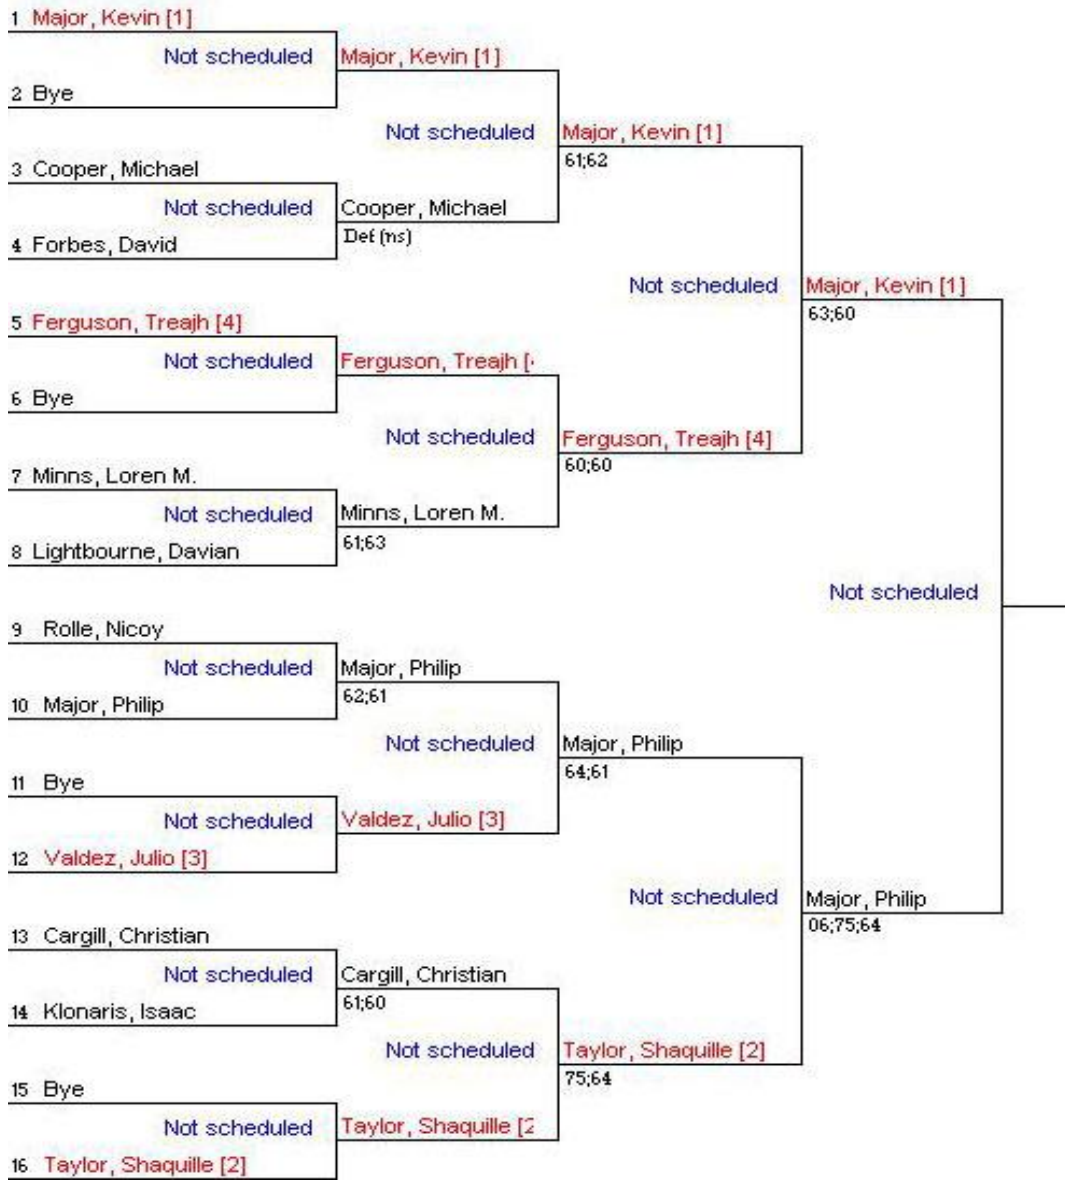 1 Major, Kevin [1]
Not scheduled
Major, Kevin [1]
2 Bye
Not scheduled
Major, Kevin [1]
61;62
3 Cooper, Michael
Not scheduled
Cooper, Michael
Def (ns)
4 Forbes, David
Not scheduled
Major, Kevin [1]
63;60
5 Ferguson, Treajh [4]
Not scheduled
Ferguson, Treajh [
6 Bye
Not scheduled
Ferguson, Treajh [4]
60;60
7 Minns, Loren M.
Not scheduled
Minns, Loren M.
61;63
8 Lightbourne, Davian
Not scheduled
9 Rolle, Nicoy
Not scheduled
Major, Philip
62;61
10 Major, Philip
Not scheduled
Major, Philip
64;61
11 Bye
Not scheduled
Valdez, Julio [3]
12 Valdez, Julio [3]
Not scheduled
Major, Philip
06;75;64
13 Cargill, Christian
Not scheduled
Cargill, Christian
61;60
14 Klonaris, Isaac
Not scheduled
Taylor, Shaquille [2]
75;64
15 Bye
Not scheduled
Taylor, Shaquille [2
16 Taylor, Shaquille [2]